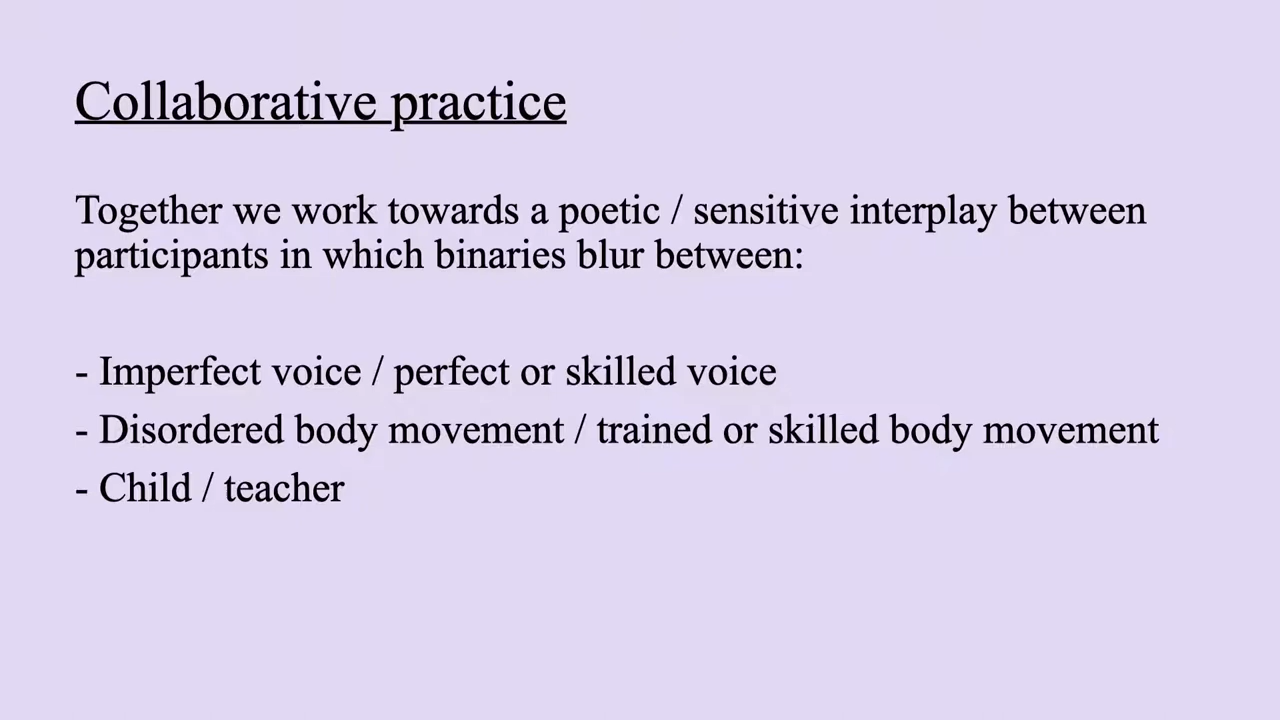 Collaborative practice
Together we work towards a poetic / sensitive interplay between
participants in which binaries blur between:
- Imperfect voice / perfect or skilled voice
- Disordered body movement / trained or skilled body movement
- Child / teacher